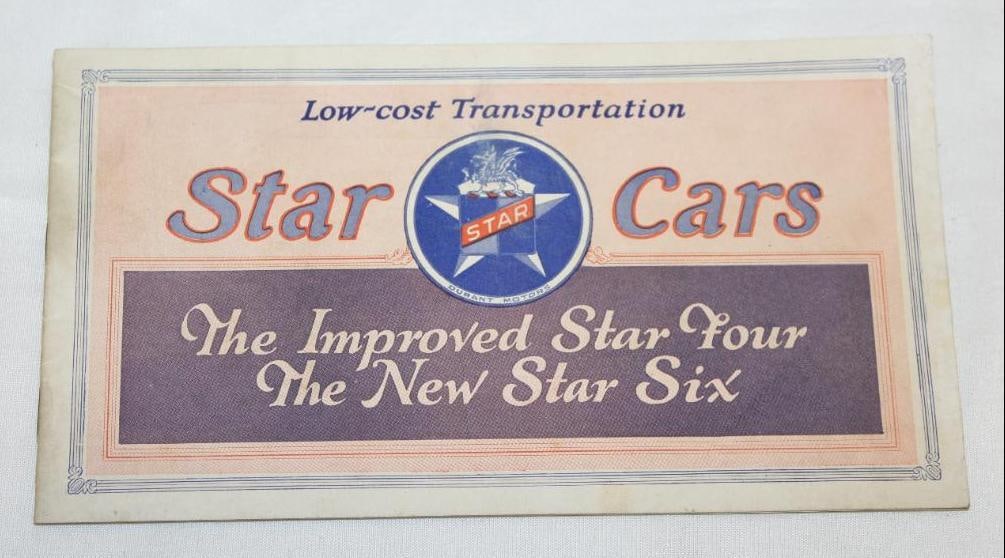 Low-cost Transportation
Star Cars
STAR
DURANT MOTORS
The Improved Star Four
The New Star Six